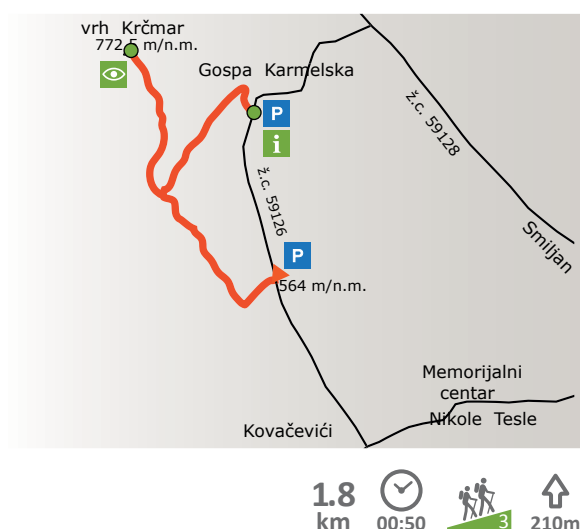 vrh Krčmar
772,5 m/n.m.
Gospa Karmelska
P
i
ž.c. 59128
ž.c. 59126
Smiljan
P
564 m/n.m.
Memorijalni
centar
Nikole Tesle
Kovačevići
1.8
km
00:50
3
210m